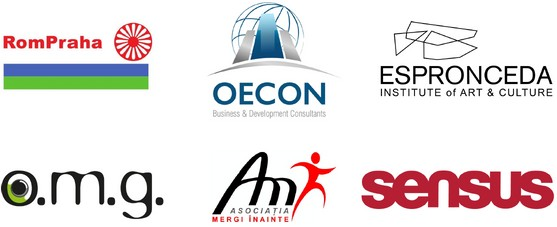 RomPraha
OECON
Business & Development Consultants
ESPRONCEDA
INSTITUTE of ART & CULTURE
o.m.g.
Am
ASOCIAȚIA
MERGI ÎNAINTE
sensus